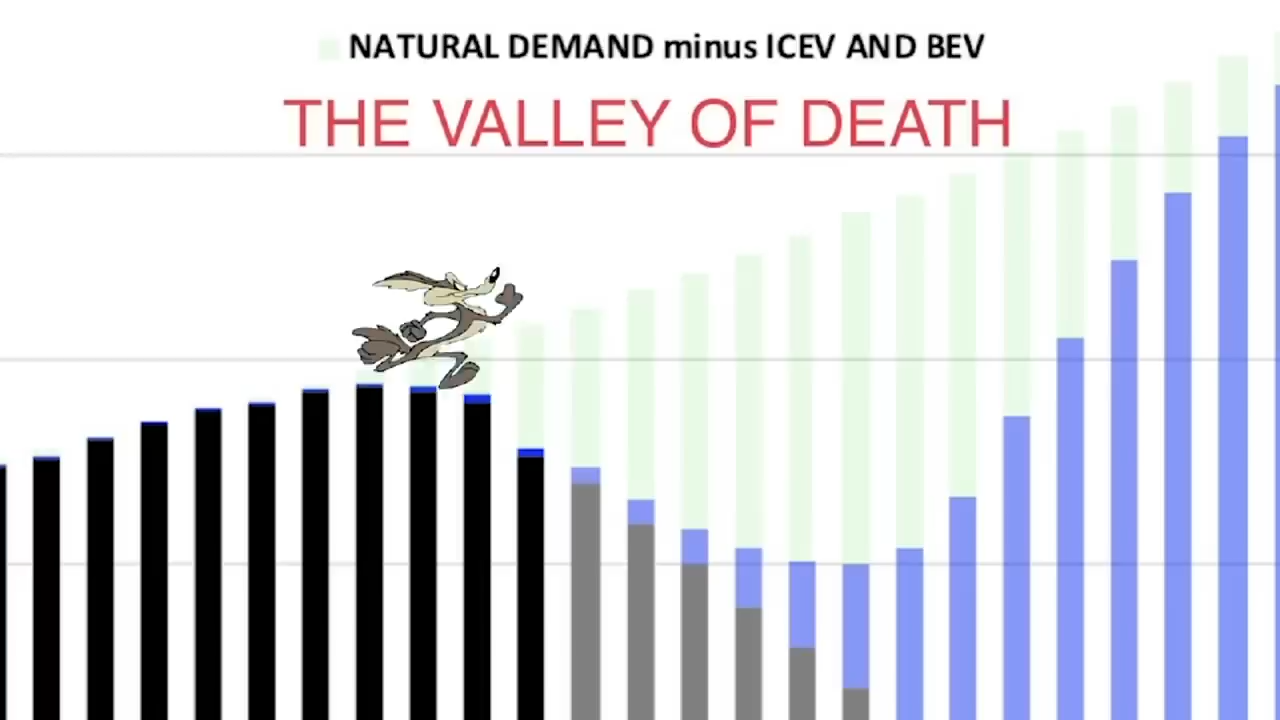 NATURAL DEMAND minus ICEV AND BEV
THE VALLEY OF DEATH